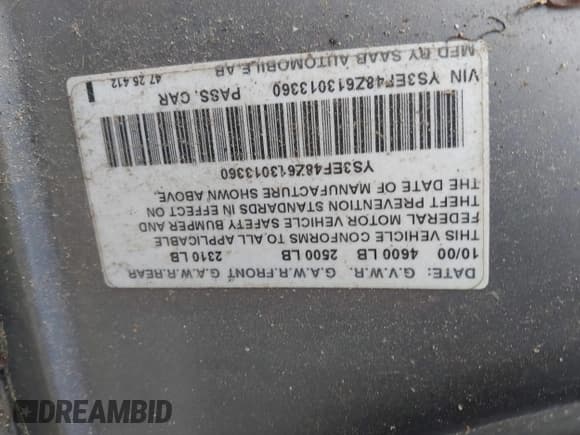 MFD BY SAAB AUTOMOBILE AB
47 25 412
VIN YS3EF48Z613013360 PASS. CAR
YS3EF48Z613013360
THIS VEHICLE CONFORMS TO ALL APPLICABLE
FEDERAL MOTOR VEHICLE SAFETY BUMPER AND
THEFT PREVENTION STANDARDS IN EFFECT ON
THE DATE OF MANUFACTURE SHOWN ABOVE.
DATE: G.V.W.R. G.A.W.R.FRONT G.A.W.R.REAR
10/00 4600 LB 2500 LB 2310 LB
DREAMBID